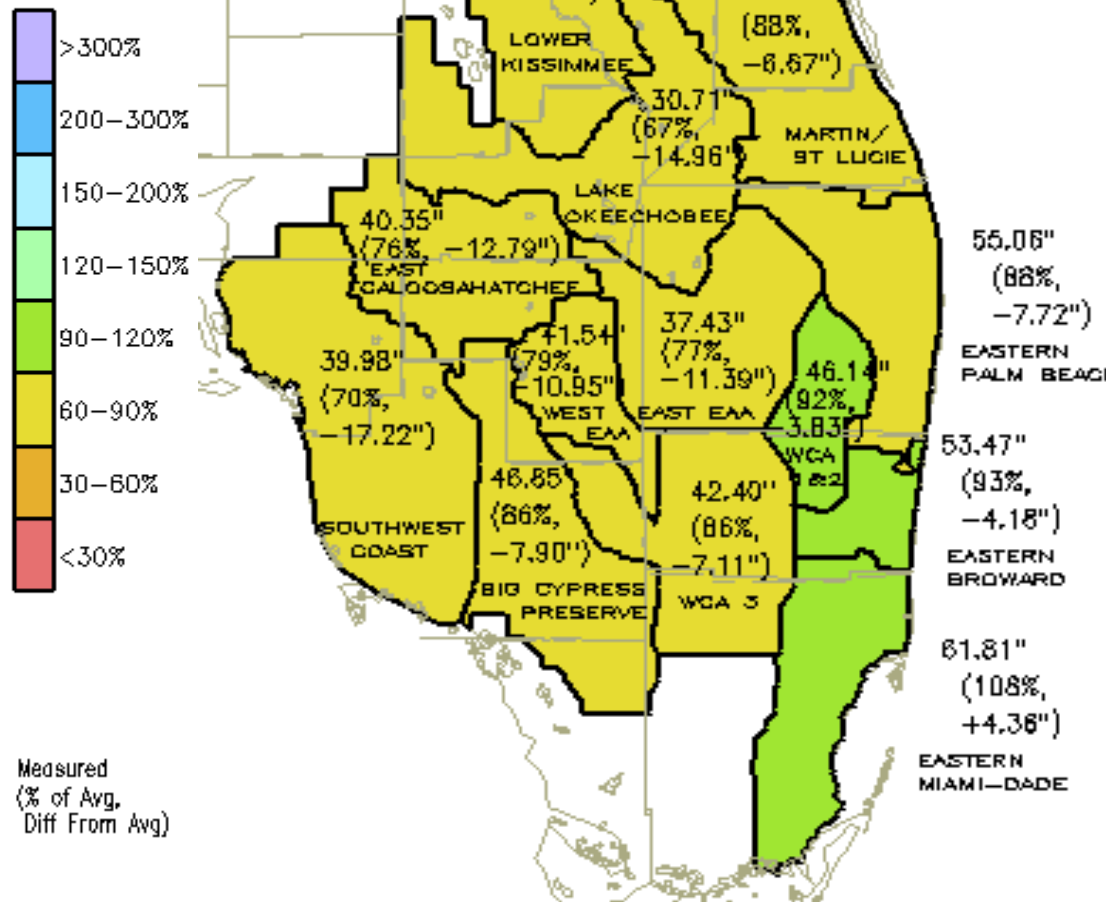 >300%
200-300%
150-200%
120-150%
90-120%
60-90%
30-60%
<30%
Measured
(% of Avg,
Diff From Avg)
LOWER
KISSIMMEE
(88%,
-6.67")
MARTIN/
ST LUCIE
30.71"
(67%,
-14.96"
LAKE
OKEECHOBEE
40.35"
(76%, -12.79")
EAST
CALOOSAHATCHEE
39.98"
(70%,
-17.22")
SOUTHWEST
COAST
41.54"
(79%,
-10.95"
WEST
EAA
37.43"
(77%,
-11.39")
EAST EAA
46.14"
(92%,
-3.83")
WCA
1&2
46.85"
(86%,
-7.90")
BIG CYPRESS
PRESERVE
42.40"
(86%,
-7.11")
WCA 3
55.06"
(88%,
-7.72")
EASTERN
PALM BEAC
53.47"
(93%,
-4.18")
EASTERN
BROWARD
61.81"
(108%,
+4.36")
EASTERN
MIAMI-DADE